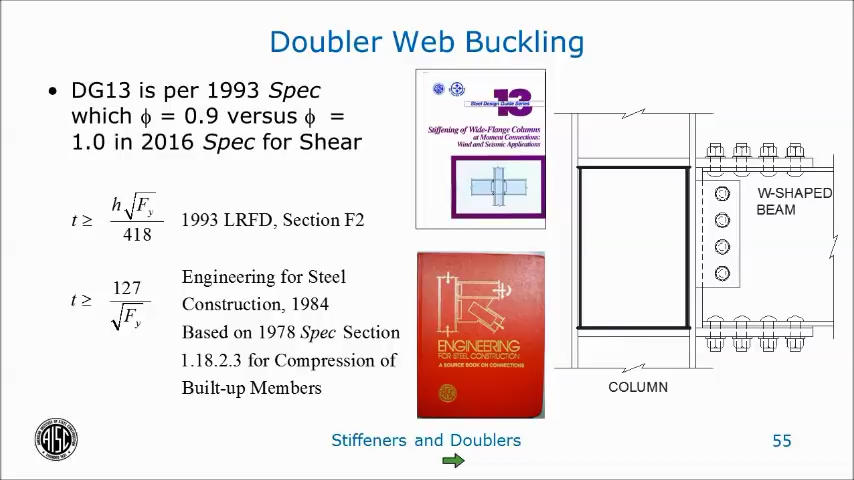 Doubler Web Buckling
• DG13 is per 1993 Spec
which ϕ = 0.9 versus ϕ =
1.0 in 2016 Spec for Shear
t ≥ h√Fy / 418 1993 LRFD, Section F2
t ≥ 127 / √Fy
Engineering for Steel
Construction, 1984
Based on 1978 Spec Section
1.18.2.3 for Compression of
Built-up Members
13
Steel Design Guide Series
Stiffening of Wide-Flange Columns
at Moment Connections:
Wind and Seismic Applications
ENGINEERING
FOR STEEL CONSTRUCTION
A SOURCE BOOK ON CONNECTIONS
W-SHAPED
BEAM
COLUMN
AISC
Stiffeners and Doublers
55